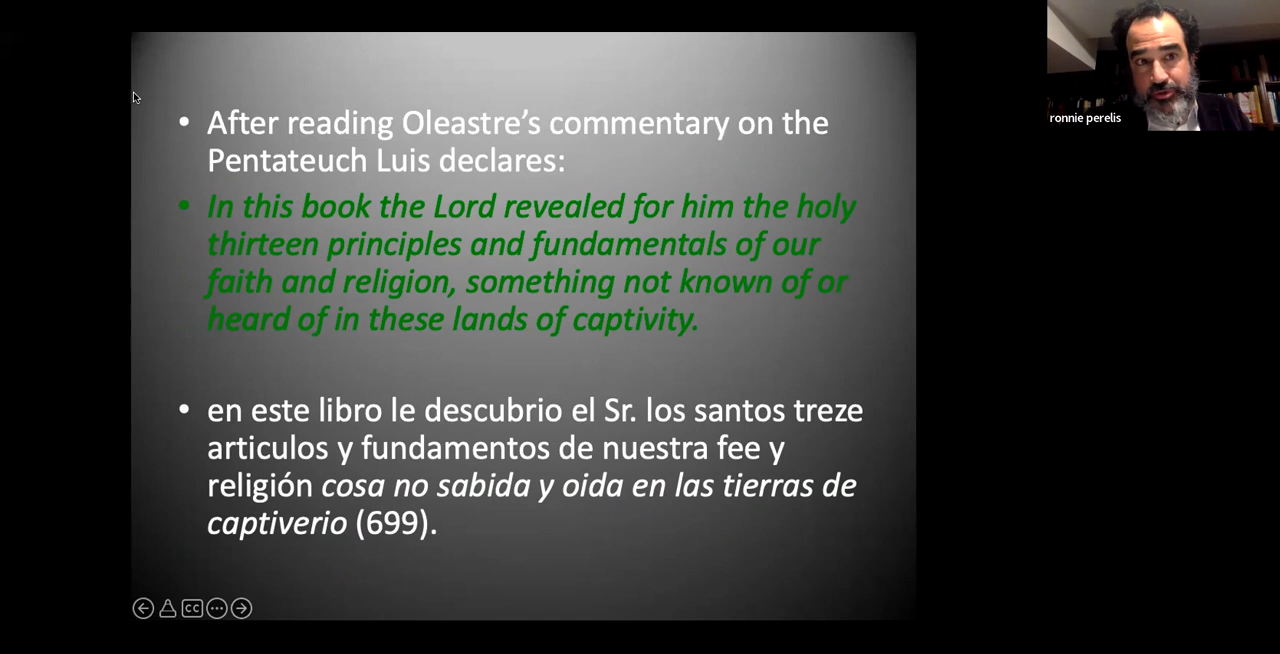 After reading Oleastre’s commentary on the
Pentateuch Luis declares:
In this book the Lord revealed for him the holy
thirteen principles and fundamentals of our
faith and religion, something not known of or
heard of in these lands of captivity.
en este libro le descubrio el Sr. los santos treze
articulos y fundamentos de nuestra fee y
religión cosa no sabida y oida en las tierras de
captiverio (699).
CC
ronnie perelis